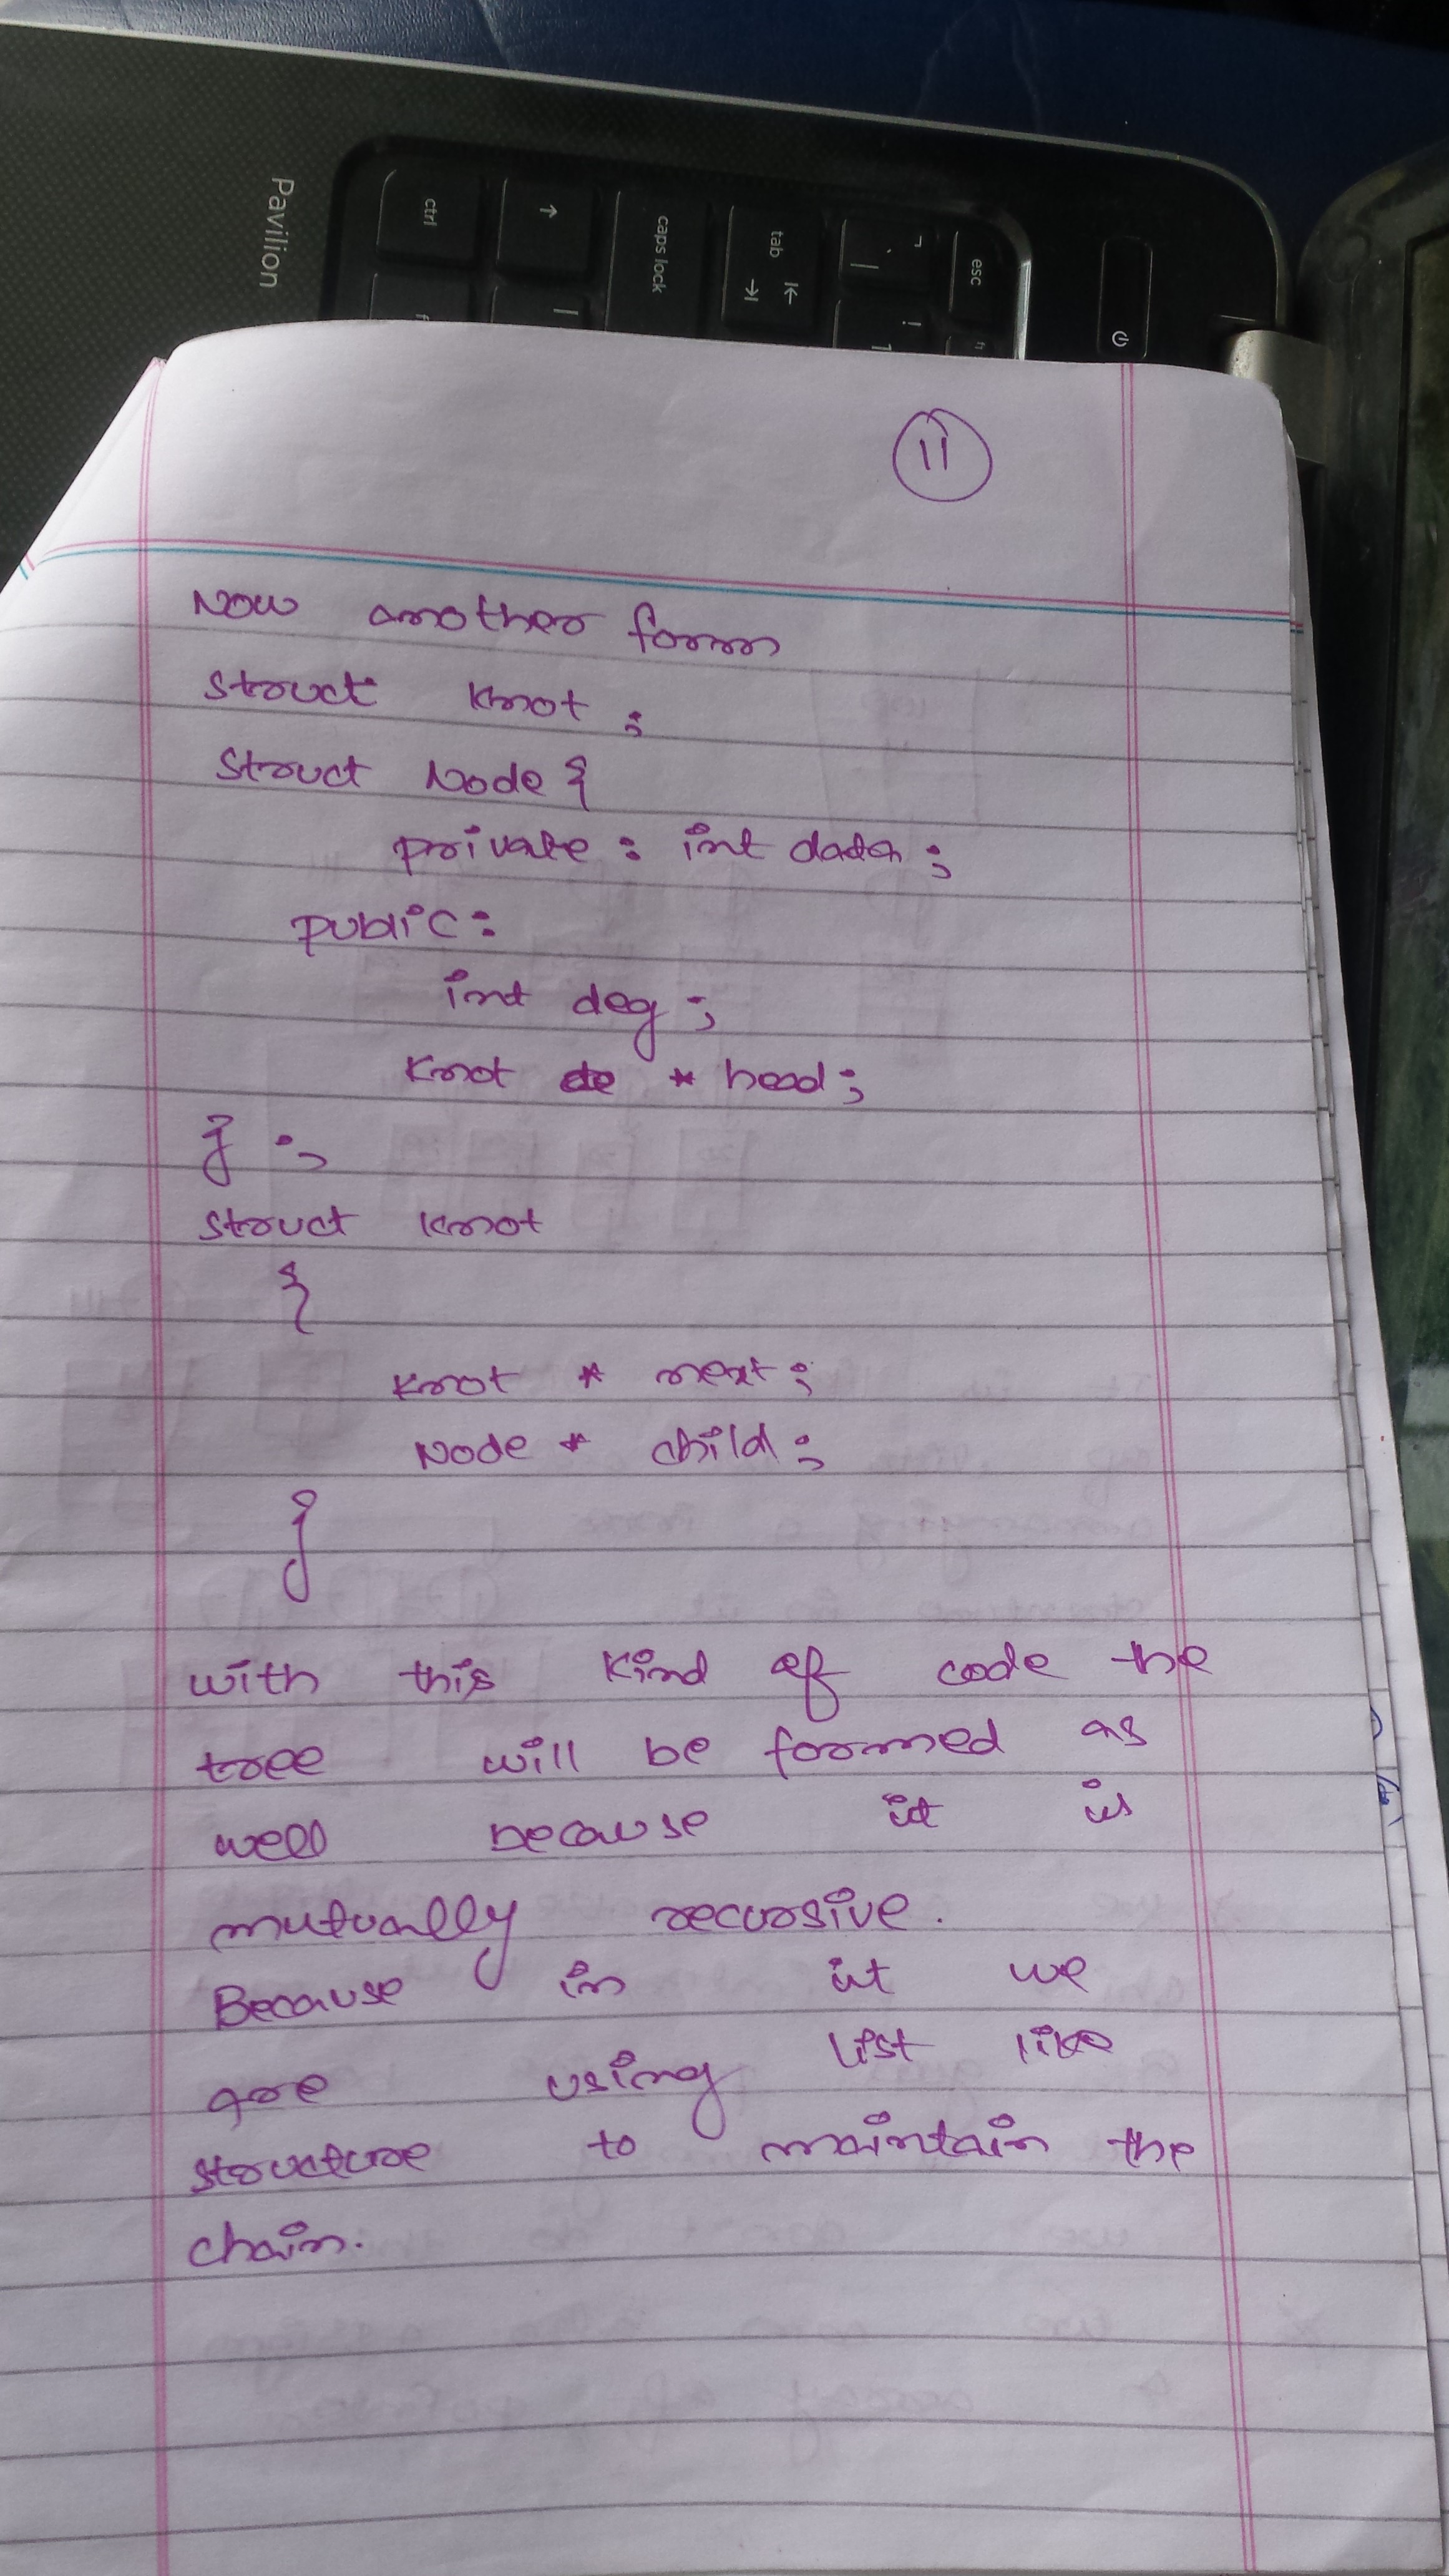 Pavilion
ctrl
↑
caps lock
tab
esc
!
1
11
Now another form
struct Knot ;
struct Node {
private : int data ;
public :
int deg ;
Knot * head ;
} ;
struct Knot
{
Knot * next ;
Node * child ;
}
with this kind of code the
tree will be formed as
well because it is
mutually recursive.
Because in it we
are using list like
structure to maintain the
chain.